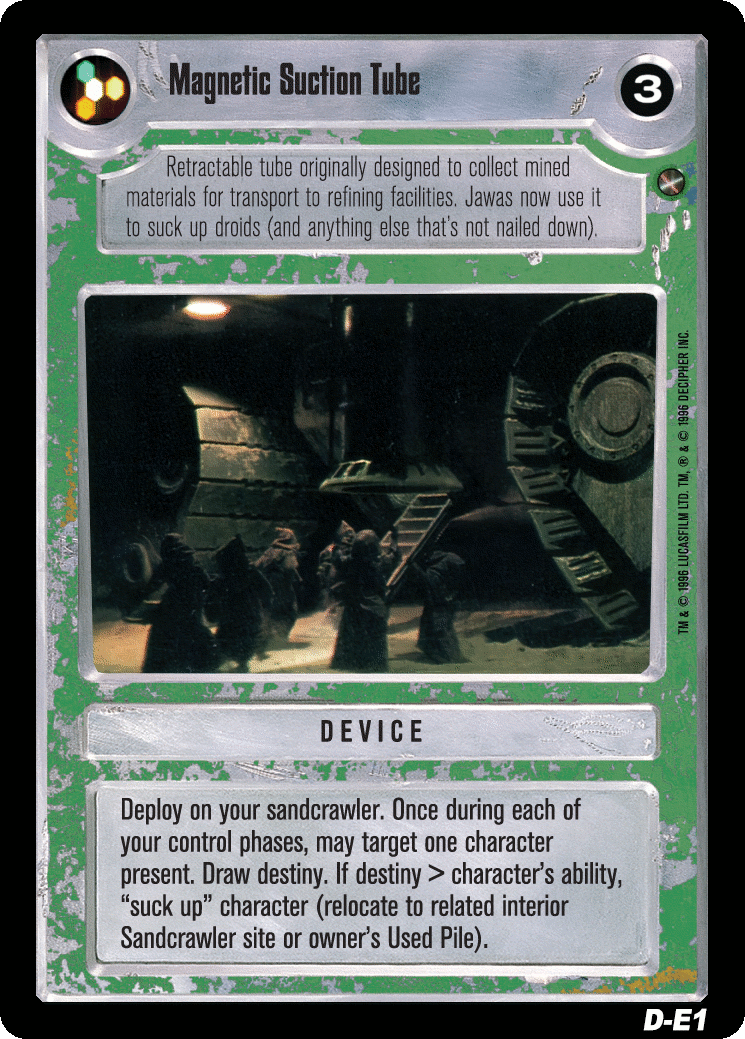 Magnetic Suction Tube
3
Retractable tube originally designed to collect mined
materials for transport to refining facilities. Jawas now use it
to suck up droids (and anything else that's not nailed down).
TM & © 1996 LUCASFILM LTD. TM, ® & © 1996 DECIPHER INC.
DEVICE
Deploy on your sandcrawler. Once during each of
your control phases, may target one character
present. Draw destiny. If destiny > character's ability,
“suck up” character (relocate to related interior
Sandcrawler site or owner's Used Pile).
D-E1